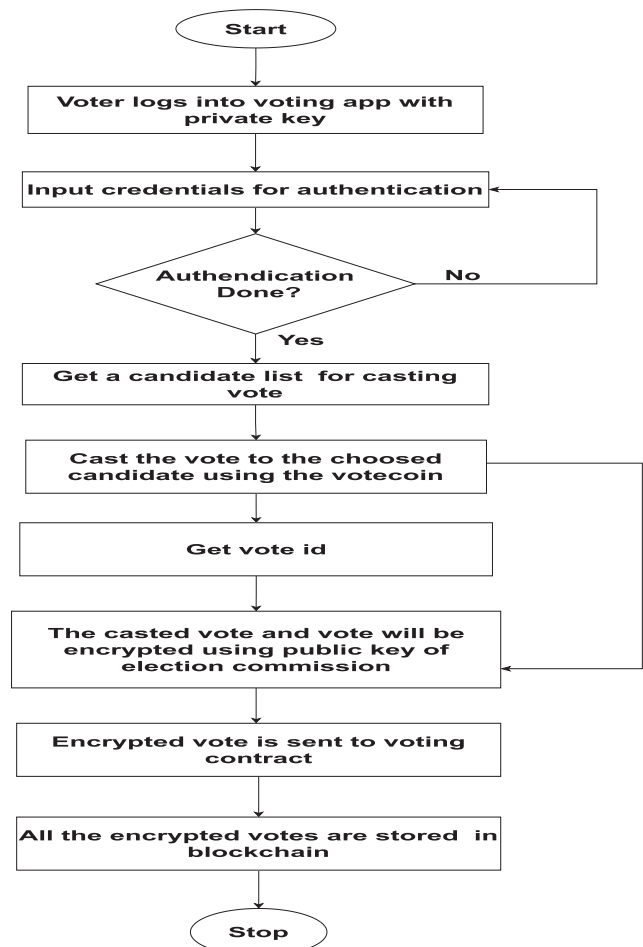 Start
Voter logs into voting app with
private key
Input credentials for authentication
Authendication
Done?
No
Yes
Get a candidate list for casting
vote
Cast the vote to the choosed
candidate using the votecoin
Get vote id
The casted vote and vote will be
encrypted using public key of
election commission
Encrypted vote is sent to voting
contract
All the encrypted votes are stored in
blockchain
Stop